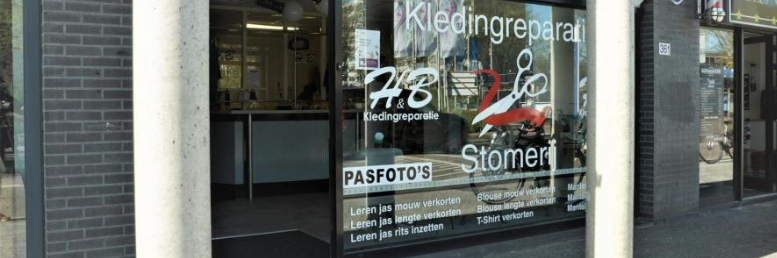 Kledingreparati
H&B
Kledingreparatie
Stomerij
PASFOTO'S
Leren jas mouw verkorten
Leren jas lengte verkorten
Leren jas rits inzetten
Blouse mouw verkorten
Blouse lengte verkorten
T-Shirt verkorten
361